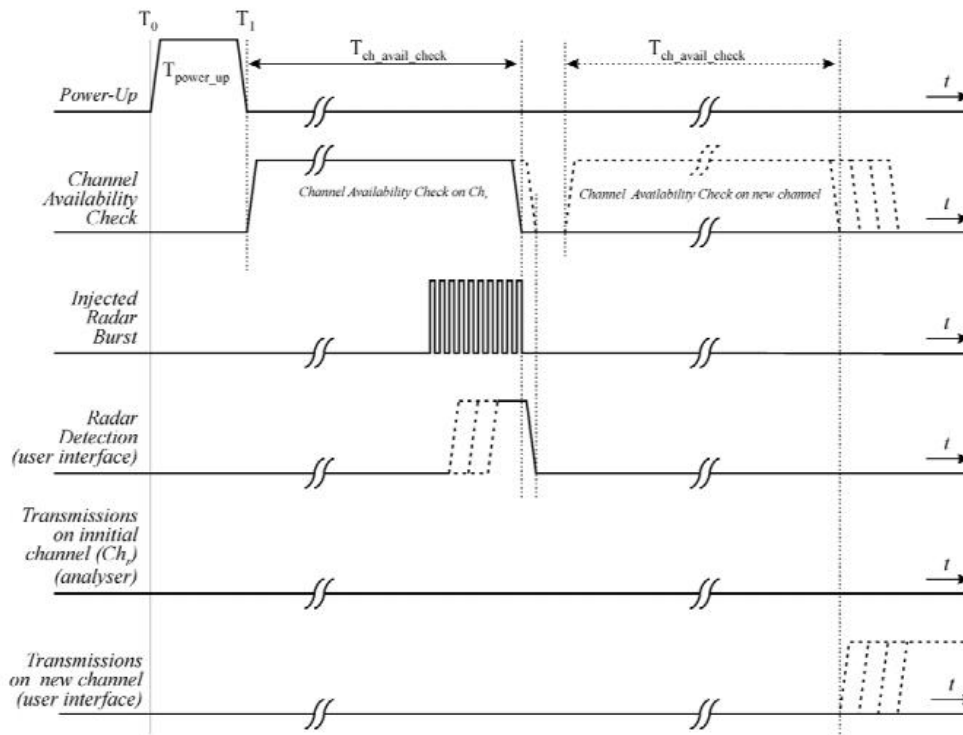 T0 T1
Tch_avail_check Tch_avail_check
Tpower_up
Power-Up
t
Channel
Availability
Check
Channel Availability Check on Chr
Channel Availability Check on new channel
t
Injected
Radar
Burst
t
Radar
Detection
(user interface)
t
Transmissions
on innitial
channel (Chr)
(analyser)
t
Transmissions
on new channel
(user interface)
t